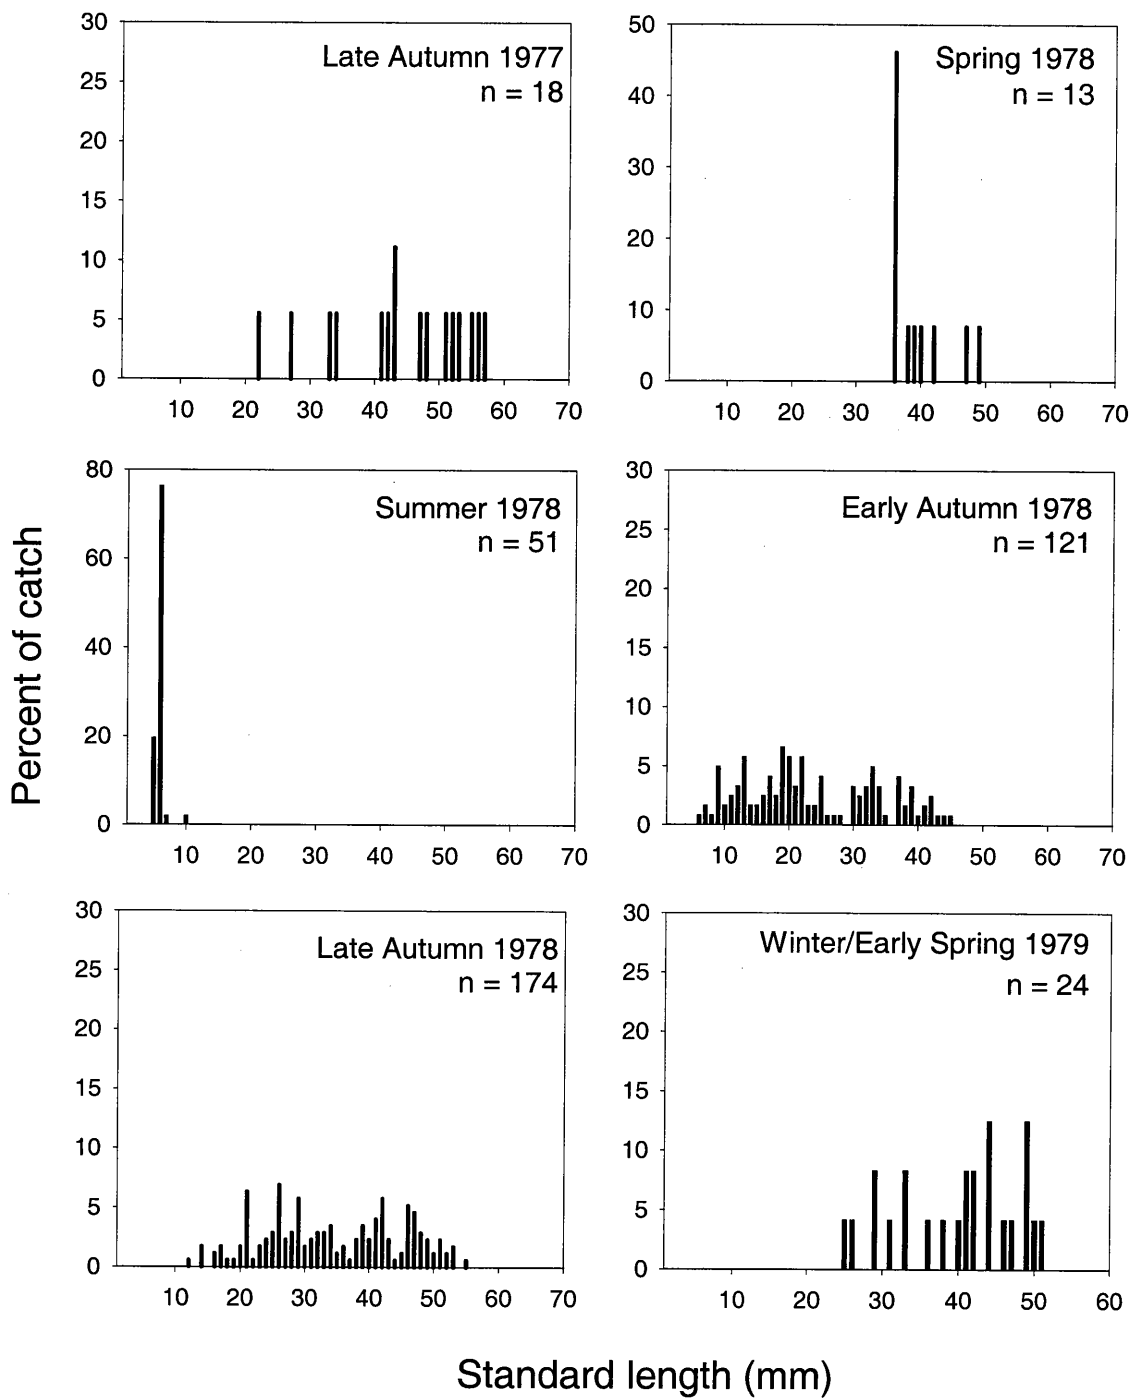 30
25
20
15
10
5
0
10 20 30 40 50 60 70
Late Autumn 1977
n = 18
50
40
30
20
10
0
10 20 30 40 50 60 70
Spring 1978
n = 13
Percent of catch
80
60
40
20
0
10 20 30 40 50 60 70
Summer 1978
n = 51
30
25
20
15
10
5
0
10 20 30 40 50 60 70
Early Autumn 1978
n = 121
30
25
20
15
10
5
0
10 20 30 40 50 60 70
Late Autumn 1978
n = 174
30
25
20
15
10
5
0
10 20 30 40 50 60
Winter/Early Spring 1979
n = 24
Standard length (mm)